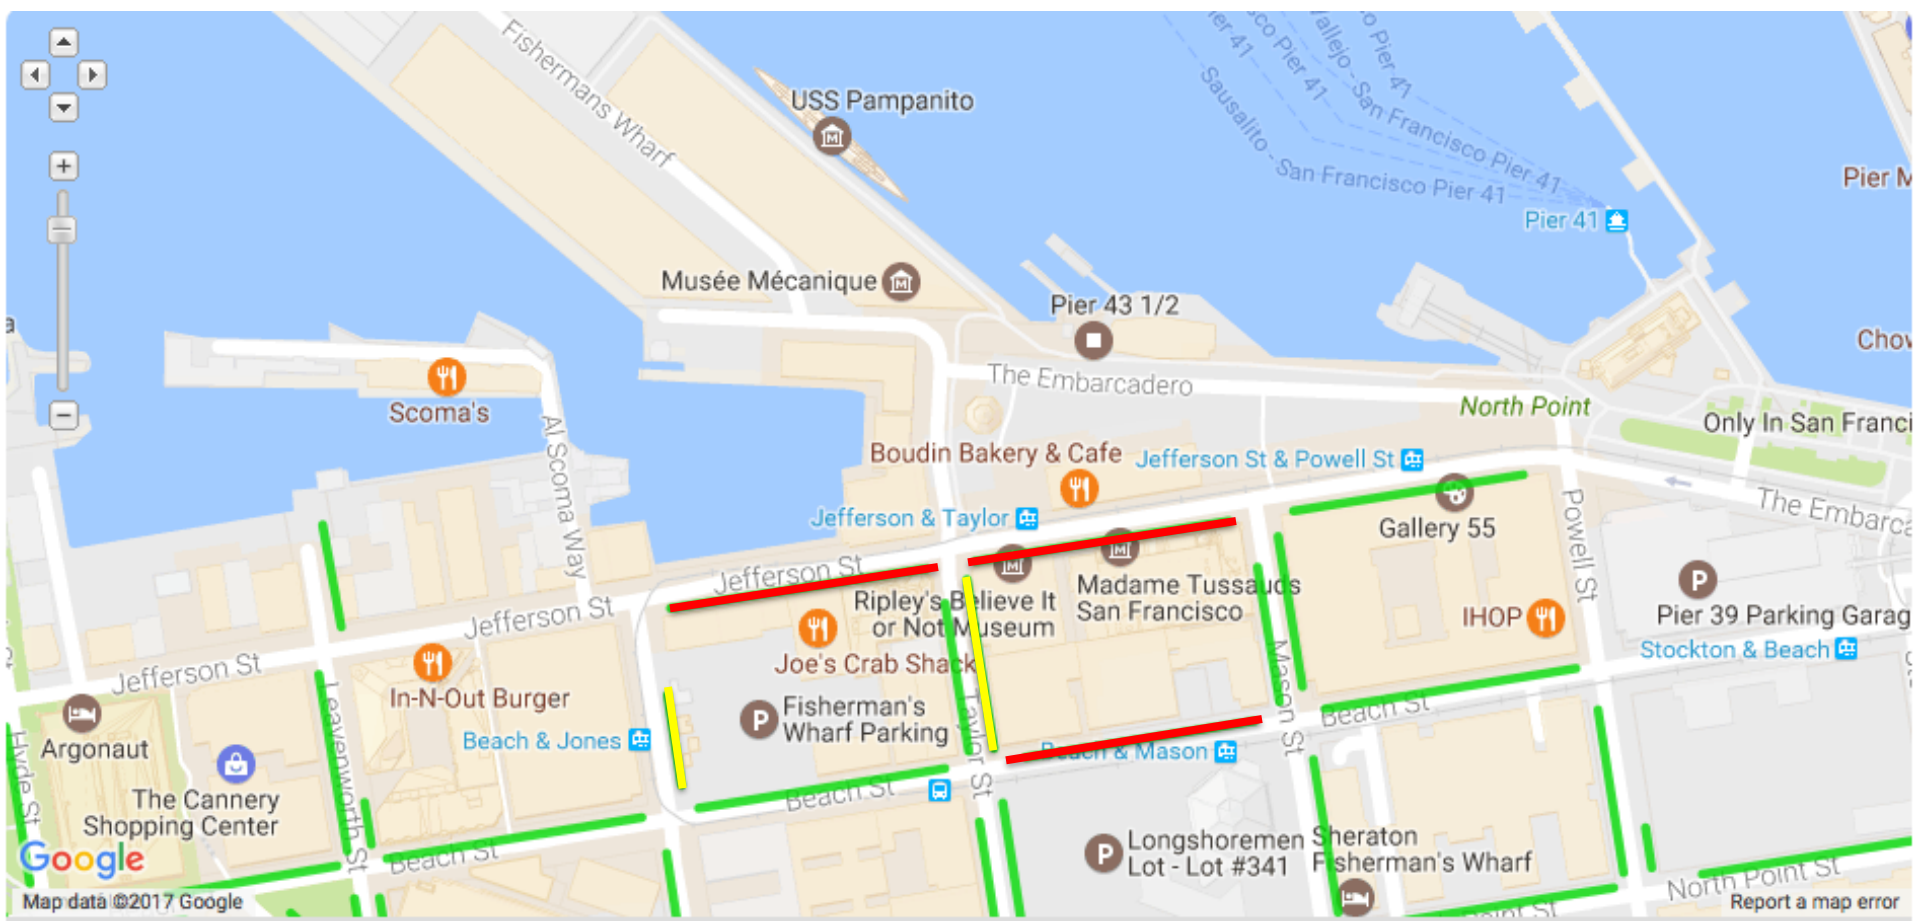 Fishermans Wharf
USS Pampanito
Pier 41
Pier 41
Vallejo - San Francisco Pier 41
Sausalito - San Francisco Pier 41
Pier 41
Musée Mécanique
Pier 43 1/2
The Embarcadero
North Point
Only In San Franci
Scoma's
Al Scoma Way
Boudin Bakery & Cafe
Jefferson St & Powell St
Jefferson & Taylor
Gallery 55
Powell St
The Embarca
Jefferson St
Madame Tussauds
San Francisco
Ripley's Believe It
or Not Museum
IHOP
P
Pier 39 Parking Garag
Stockton & Beach
Jefferson St
Joe's Crab Shack
Jefferson St
In-N-Out Burger
P
Fisherman's
Wharf Parking
Taylor St
Mason St
Beach St
Argonaut
Hyde St
Leavenworth St
Beach & Jones
Beach & Mason
The Cannery
Shopping Center
Beach St
Beach St
P
Longshoremen
Lot - Lot #341
Sheraton
Fisherman's Wharf
North Point St
Google
Map data ©2017 Google
Report a map error